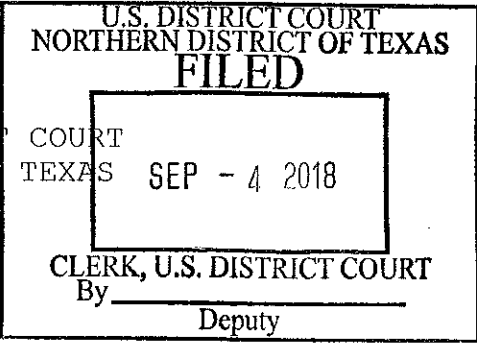 U.S. DISTRICT COURT
NORTHERN DISTRICT OF TEXAS
FILED
COURT
TEXAS
SEP - 4 2018
CLERK, U.S. DISTRICT COURT
By
Deputy